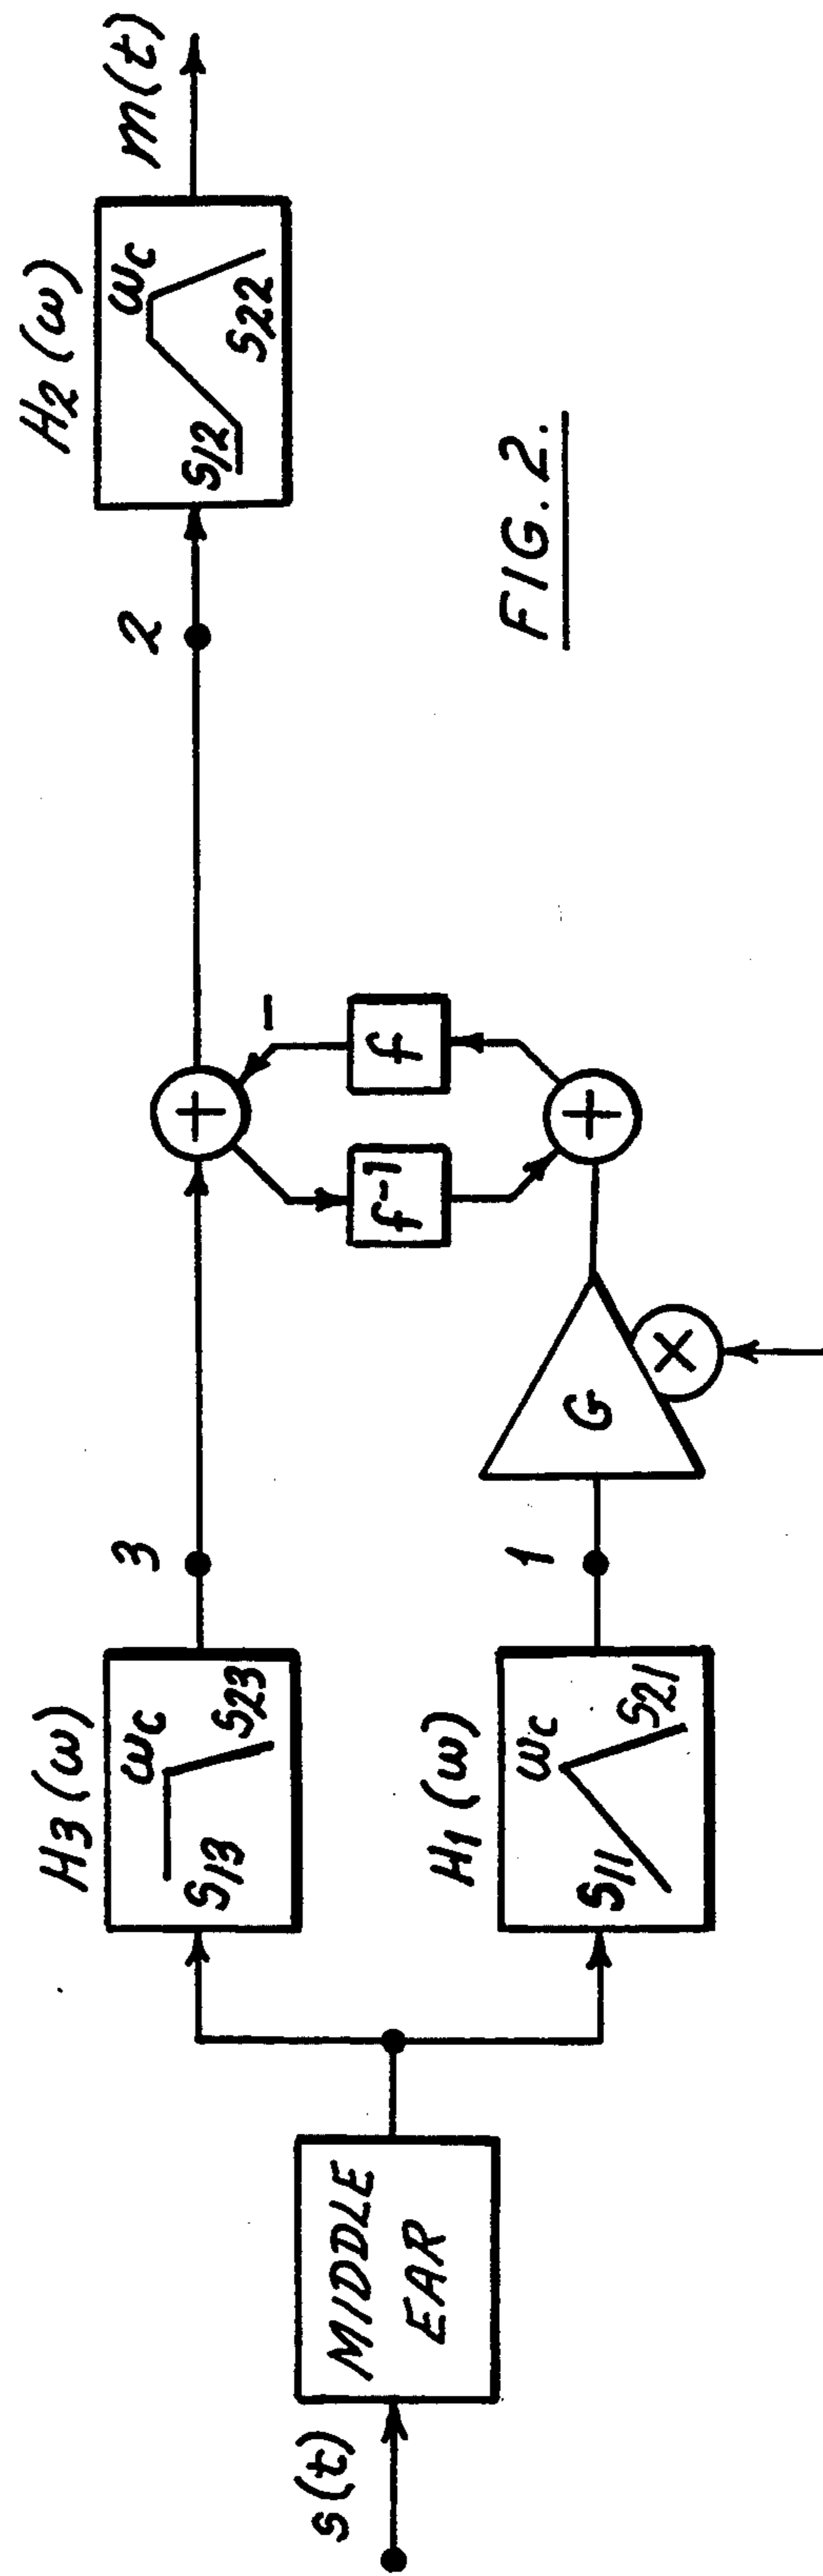 s(t)
MIDDLE
EAR
H3(ω)
S13
ωc
S23
3
H1(ω)
S11
ωc
S21
1
G
×
+
f-1
f
-
+
2
H2(ω)
S12
ωc
S22
m(t)
FIG. 2.